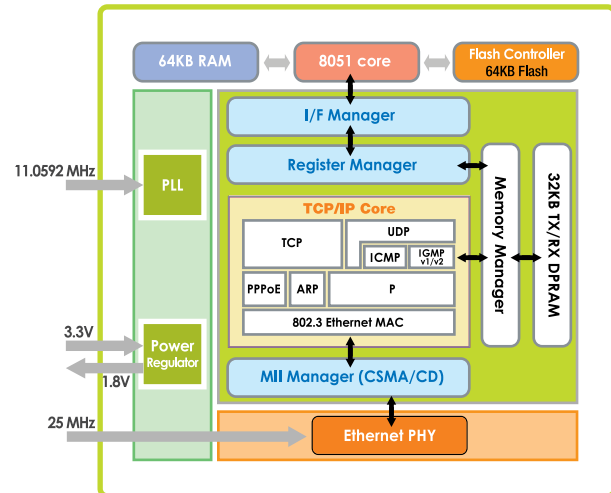 64KB RAM
8051 core
Flash Controller
64KB Flash
I/F Manager
11.0592 MHz
PLL
Register Manager
TCP/IP Core
TCP
UDP
ICMP
IGMP
v1/v2
PPPoE
ARP
P
802.3 Ethernet MAC
Memory Manager
32KB TX/RX DPRAM
3.3V
Power
Regulator
1.8V
MII Manager (CSMA/CD)
25 MHz
Ethernet PHY